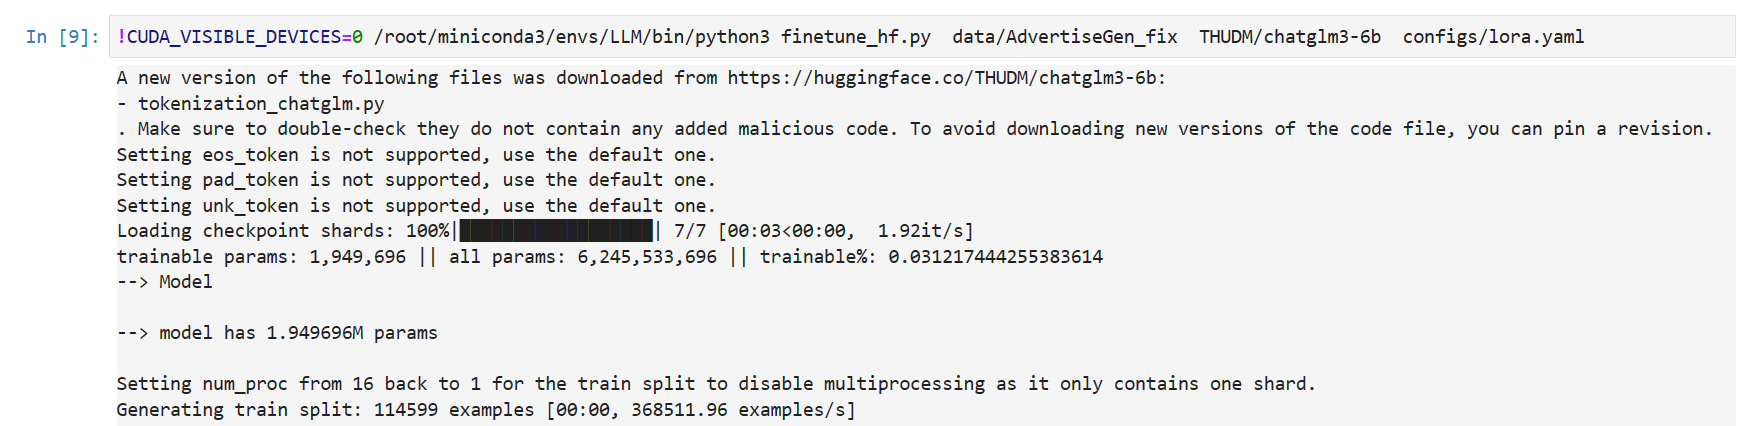 In [9]: !CUDA_VISIBLE_DEVICES=0 /root/miniconda3/envs/LLM/bin/python3 finetune_hf.py  data/AdvertiseGen_fix  THUDM/chatglm3-6b  configs/lora.yaml
A new version of the following files was downloaded from https://huggingface.co/THUDM/chatglm3-6b:
- tokenization_chatglm.py
. Make sure to double-check they do not contain any added malicious code. To avoid downloading new versions of the code file, you can pin a revision.
Setting eos_token is not supported, use the default one.
Setting pad_token is not supported, use the default one.
Setting unk_token is not supported, use the default one.
Loading checkpoint shards: 100%|██████████████████| 7/7 [00:03<00:00,  1.92it/s]
trainable params: 1,949,696 || all params: 6,245,533,696 || trainable%: 0.031217444255383614
--> Model
--> model has 1.949696M params
Setting num_proc from 16 back to 1 for the train split to disable multiprocessing as it only contains one shard.
Generating train split: 114599 examples [00:00, 368511.96 examples/s]